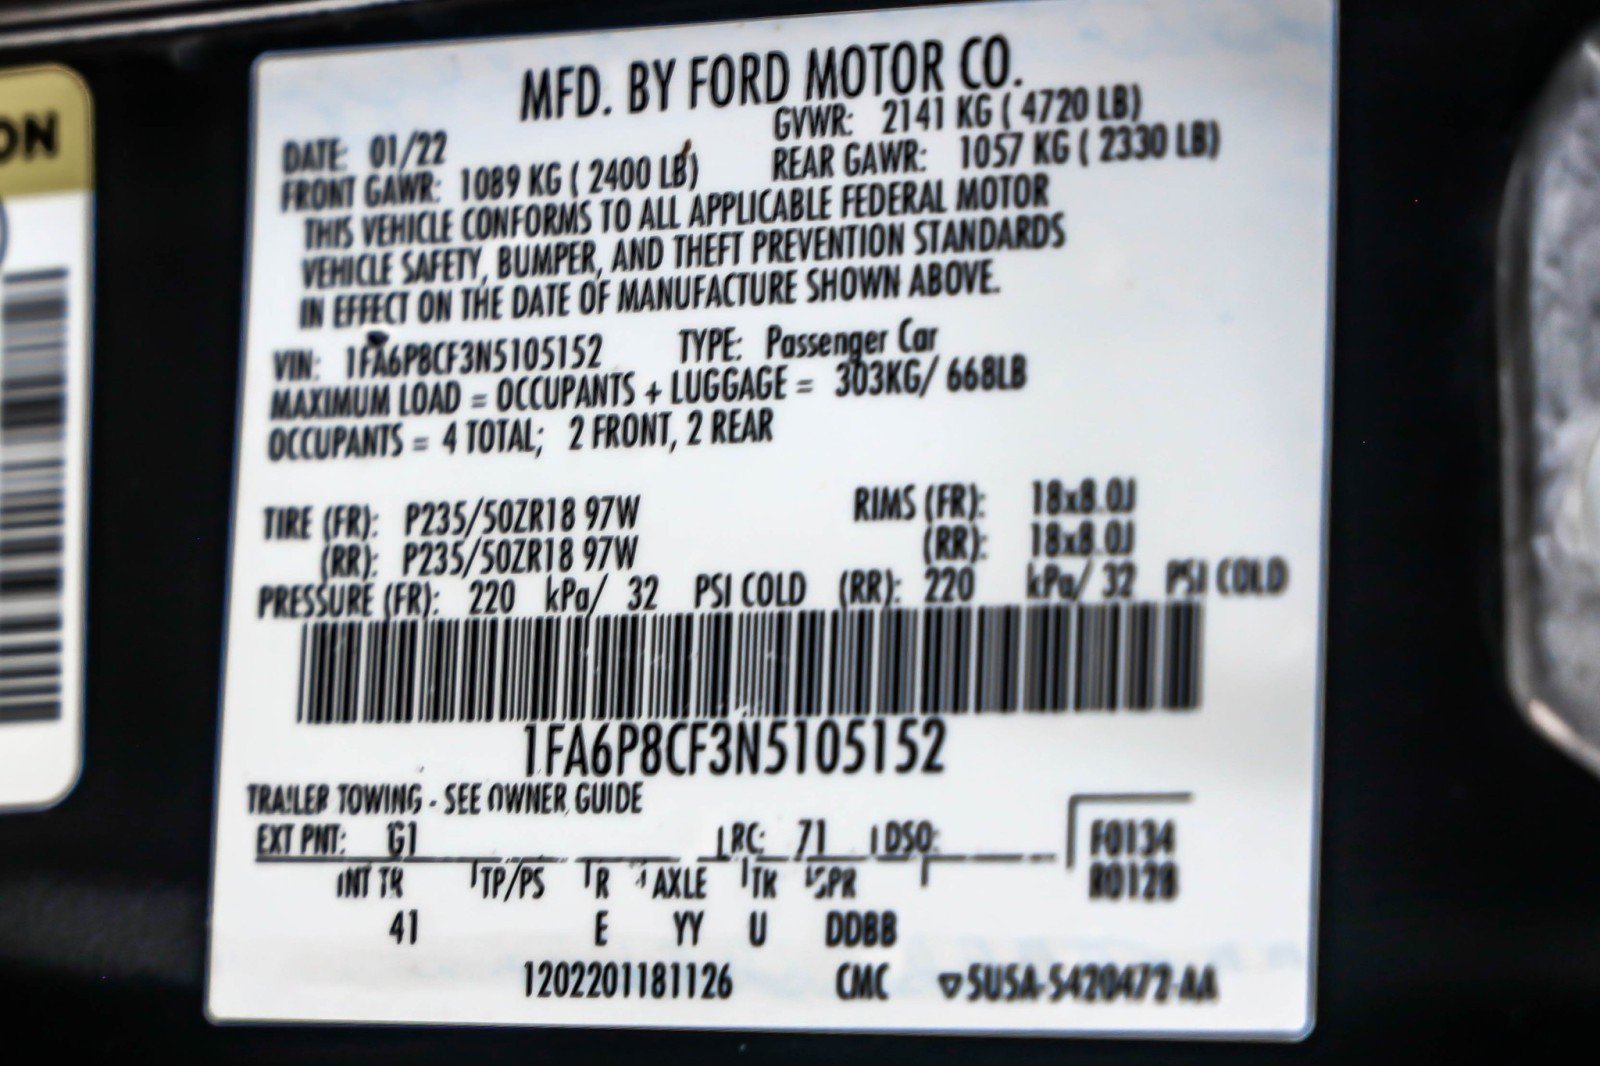 ON
MFD. BY FORD MOTOR CO.
DATE: 01/22 GVWR: 2141 KG ( 4720 LB)
FRONT GAWR: 1089 KG ( 2400 LB) REAR GAWR: 1057 KG ( 2330 LB)
THIS VEHICLE CONFORMS TO ALL APPLICABLE FEDERAL MOTOR
VEHICLE SAFETY, BUMPER, AND THEFT PREVENTION STANDARDS
IN EFFECT ON THE DATE OF MANUFACTURE SHOWN ABOVE.
VIN: 1FA6P8CF3N5105152 TYPE: Passenger Car
MAXIMUM LOAD = OCCUPANTS + LUGGAGE = 303KG/ 668LB
OCCUPANTS = 4 TOTAL; 2 FRONT, 2 REAR
TIRE (FR): P235/50ZR18 97W RIMS (FR): 18x8.0J
(RR): P235/50ZR18 97W (RR): 18x8.0J
PRESSURE (FR): 220 kPa/ 32 PSI COLD (RR): 220 kPa/ 32 PSI COLD
1FA6P8CF3N5105152
TRAILER TOWING - SEE OWNER GUIDE
EXT PNT: G1 RC: 71 DSO: F0134
INT TR TP/PS R AXLE TR SPR R0128
41 E YY U DDBB
1202201181126 CMC ▽5U5A-5420472-AA